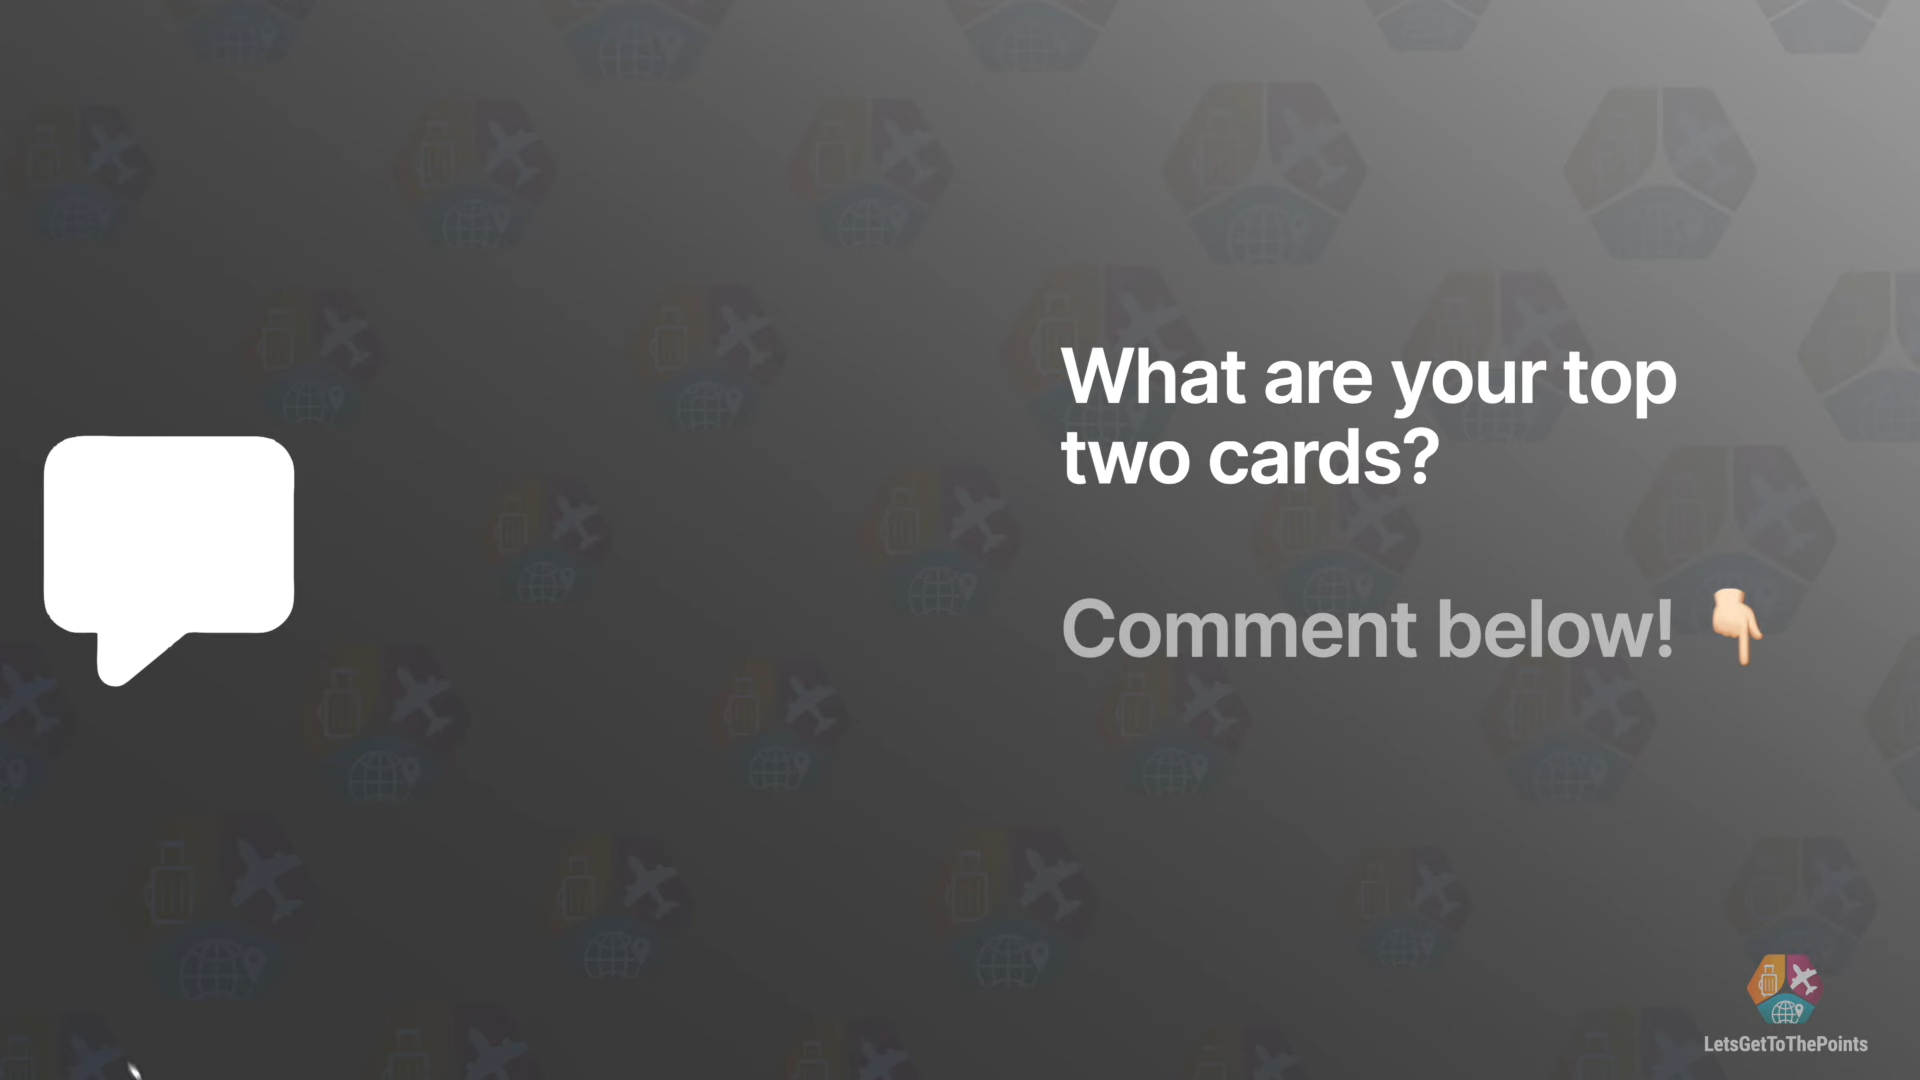 What are your top
two cards?
Comment below! 👇🏼
LetsGetToThePoints